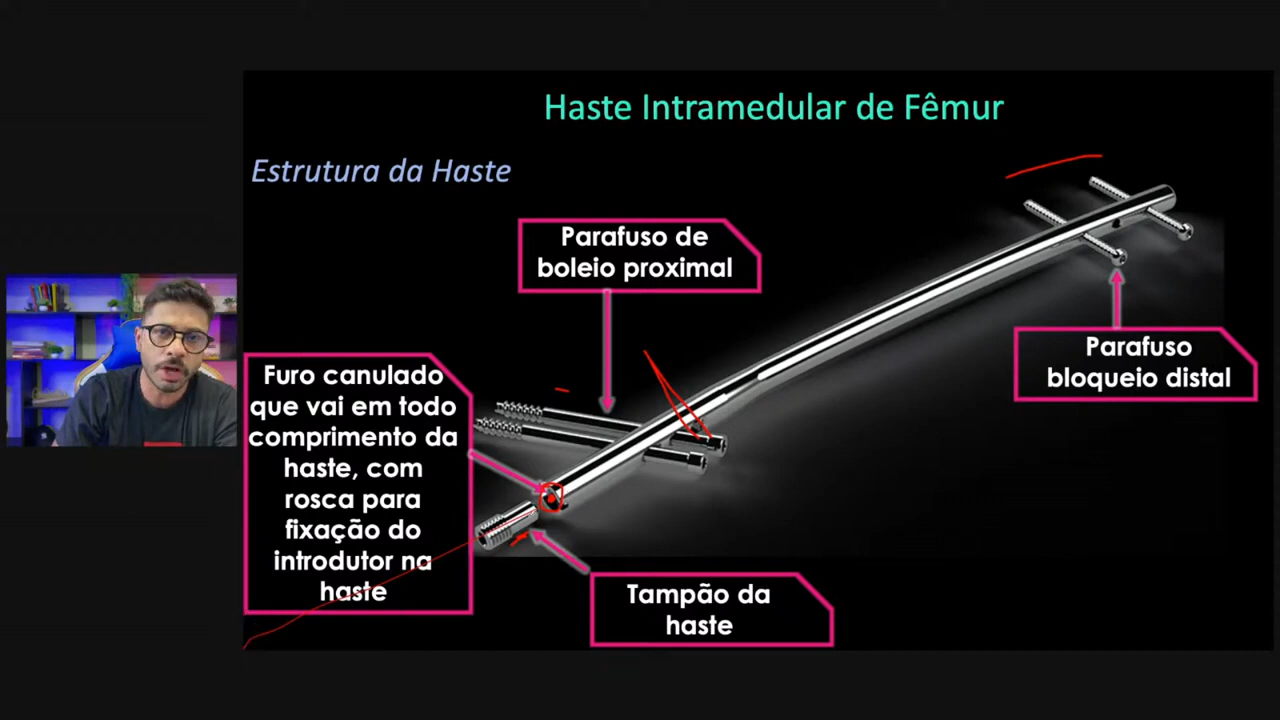 Haste Intramedular de Fêmur
Estrutura da Haste
Parafuso de
boleio proximal
Parafuso
bloqueio distal
Furo canulado
que vai em todo
comprimento da
haste, com
rosca para
fixação do
introdutor na
haste
Tampão da
haste